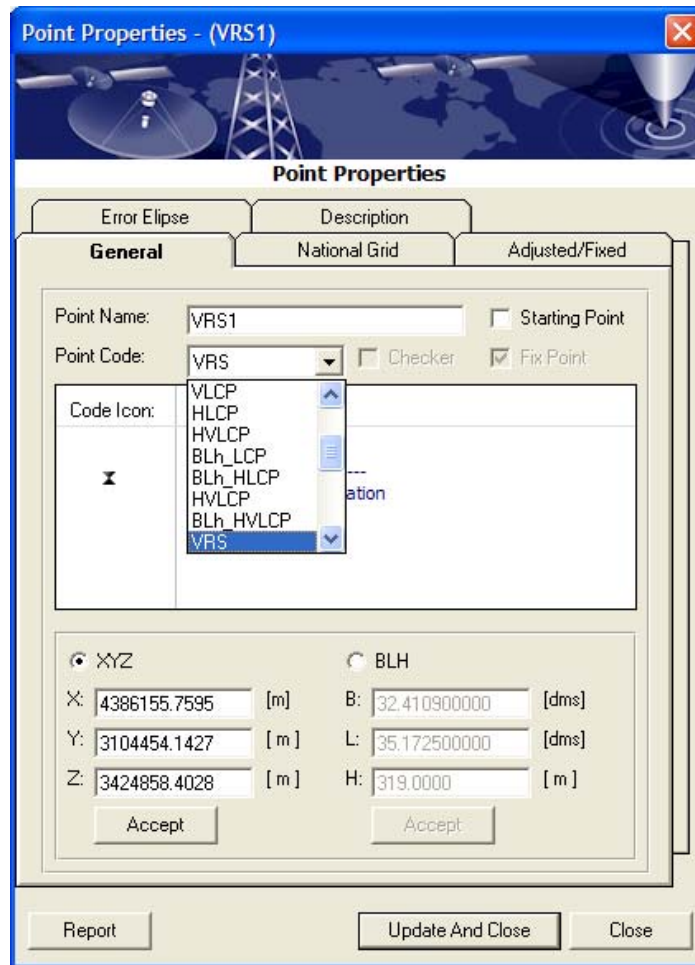 Point Properties - (VRS1)
Point Properties
Error Elipse Description
General National Grid Adjusted/Fixed
Point Name: VRS1 Starting Point
Point Code: VRS Checker Fix Point
Code Icon:
VLCP
HLCP
HVLCP
BLh_LCP
BLh_HLCP
HVLCP
BLh_HVLCP
VRS
---
ation
XYZ BLH
X: 4386155.7595 [m] B: 32.410900000 [dms]
Y: 3104454.1427 [ m ] L: 35.172500000 [dms]
Z: 3424858.4028 [ m ] H: 319.0000 [ m ]
Accept Accept
Report Update And Close Close